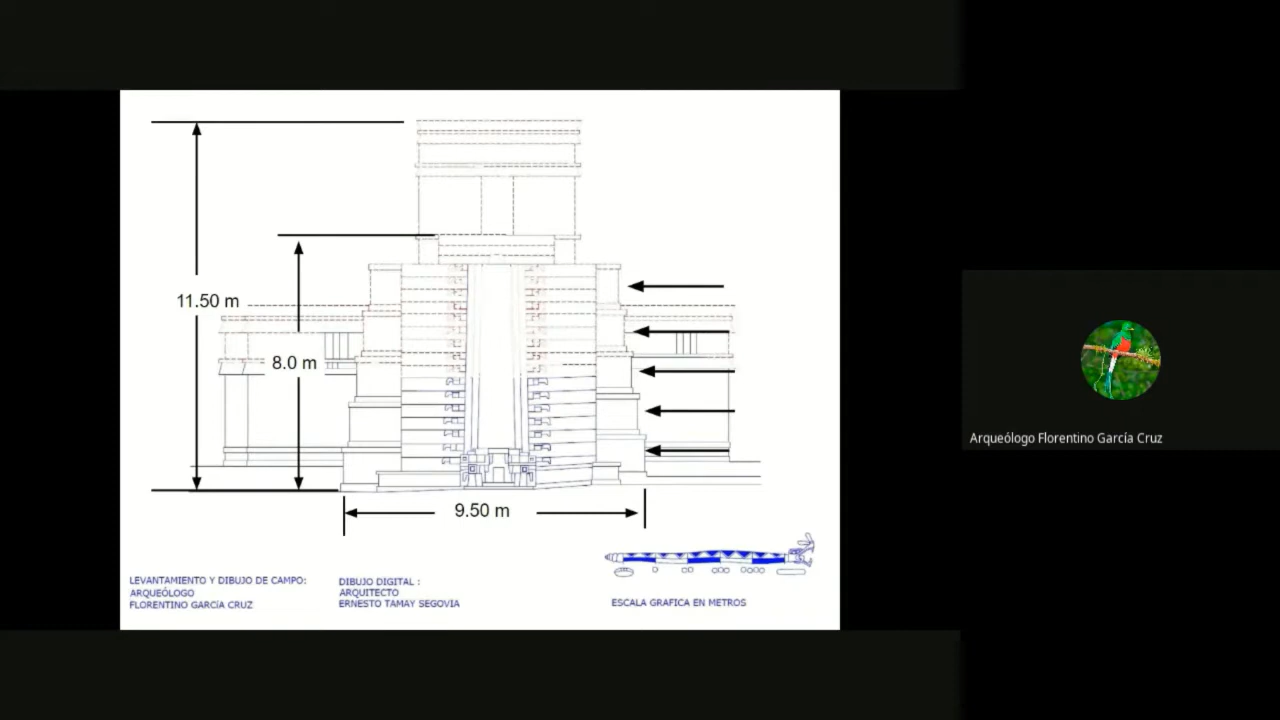 11.50 m
8.0 m
9.50 m
LEVANTAMIENTO Y DIBUJO DE CAMPO:
ARQUEÓLOGO
FLORENTINO GARCÍA CRUZ
DIBUJO DIGITAL :
ARQUITECTO
ERNESTO TAMAY SEGOVIA
ESCALA GRAFICA EN METROS
Arqueólogo Florentino García Cruz